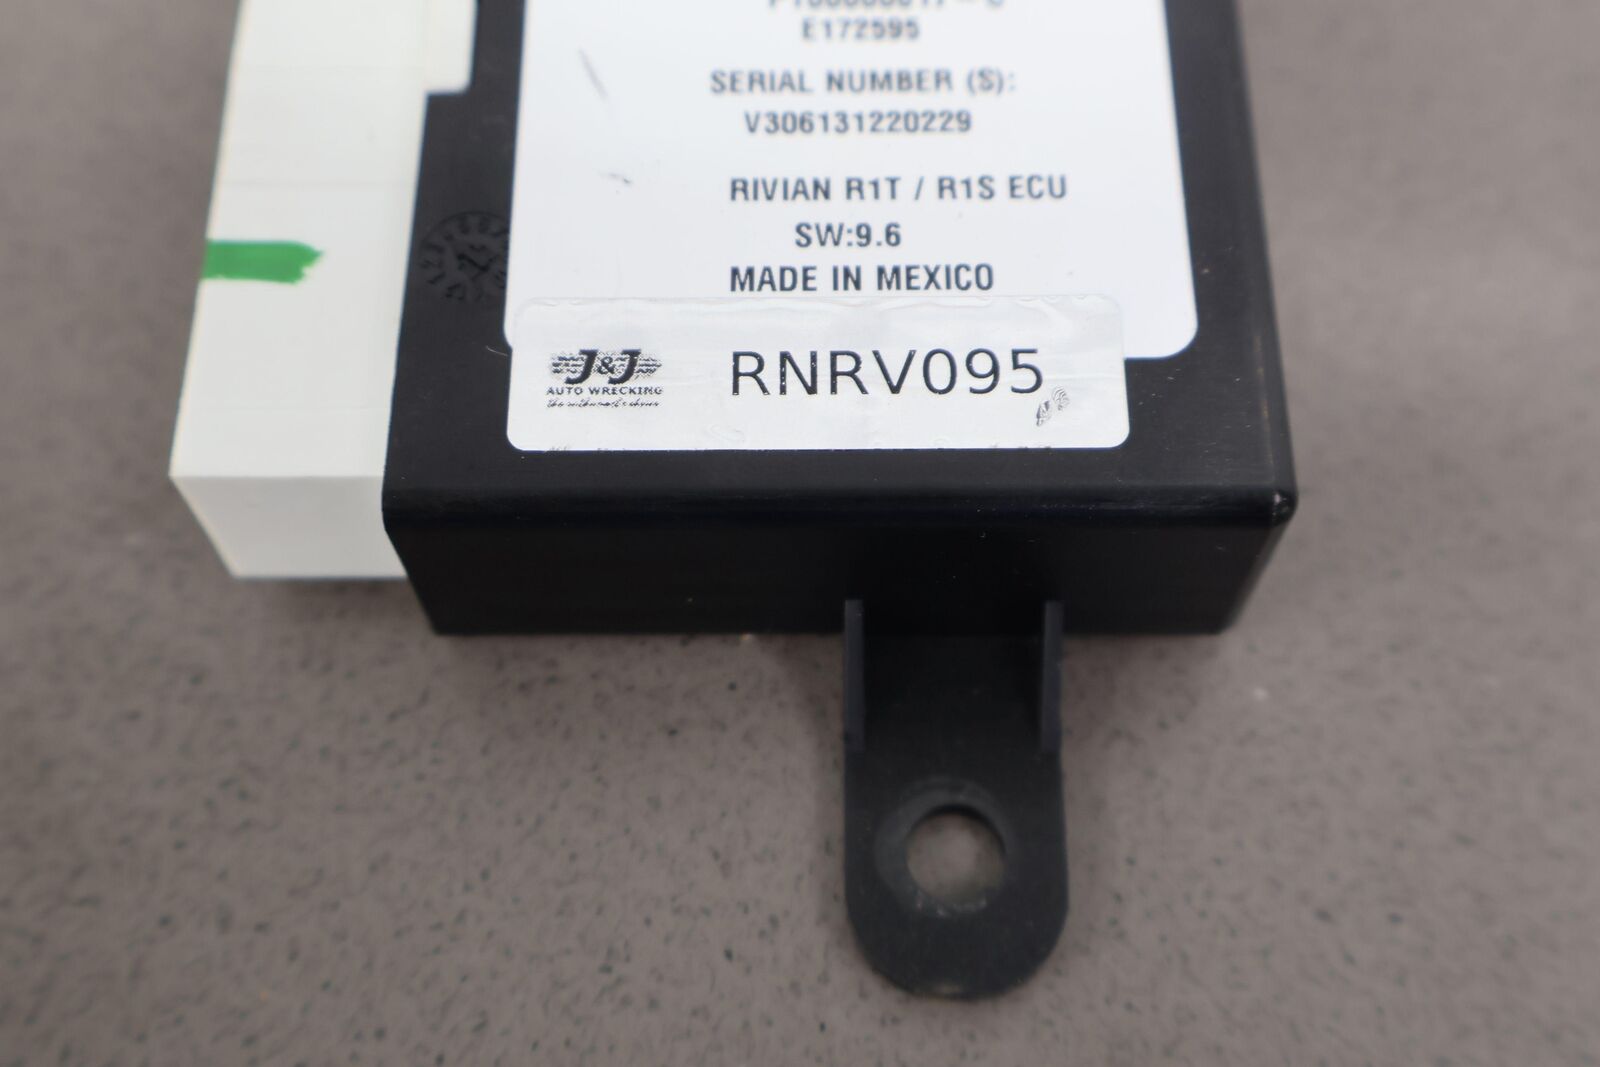 E172595
SERIAL NUMBER (S):
V306131220229
RIVIAN R1T / R1S ECU
SW:9.6
MADE IN MEXICO
J&J
AUTO WRECKING
RNRV095